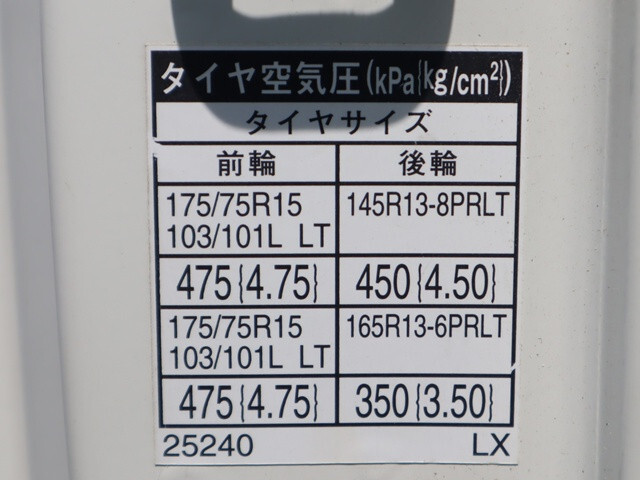 タイヤ空気圧(kPa{kg/cm²})
タイヤサイズ
前輪 後輪
175/75R15 145R13-8PRLT
103/101L LT
475{4.75} 450{4.50}
175/75R15 165R13-6PRLT
103/101L LT
475{4.75} 350{3.50}
25240 LX